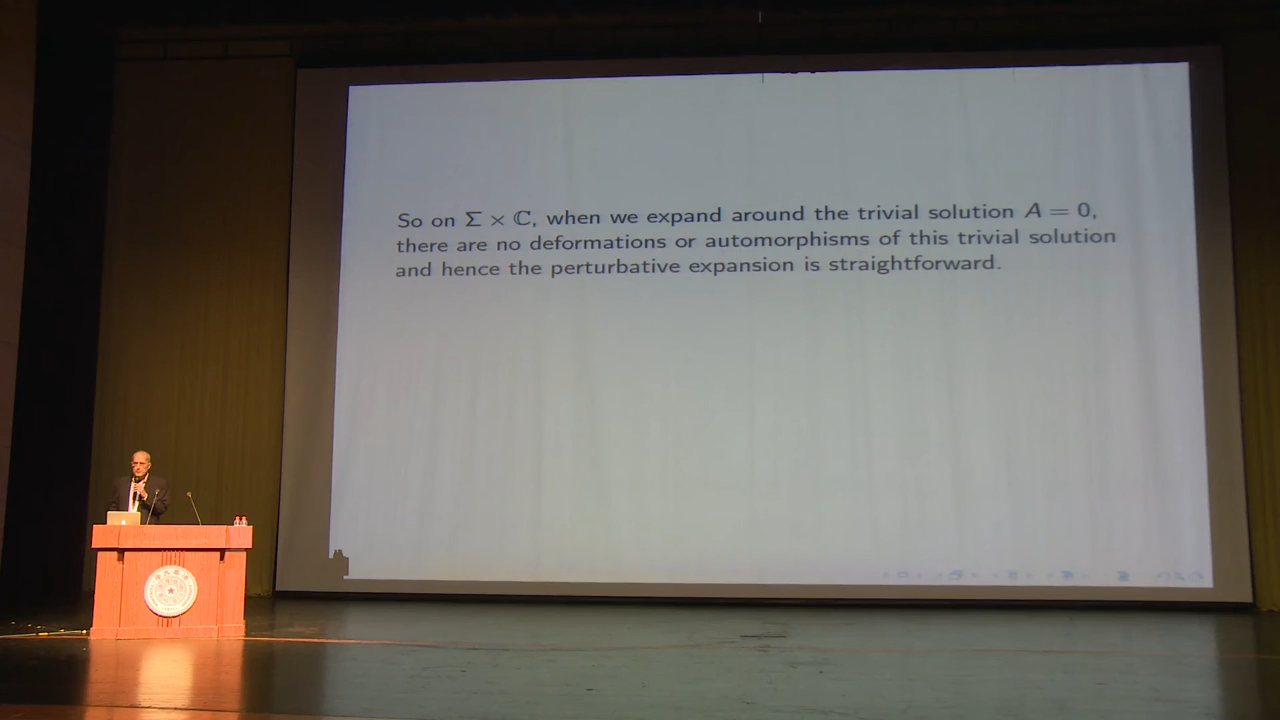 So on Σ × ℂ, when we expand around the trivial solution A = 0,
there are no deformations or automorphisms of this trivial solution
and hence the perturbative expansion is straightforward.